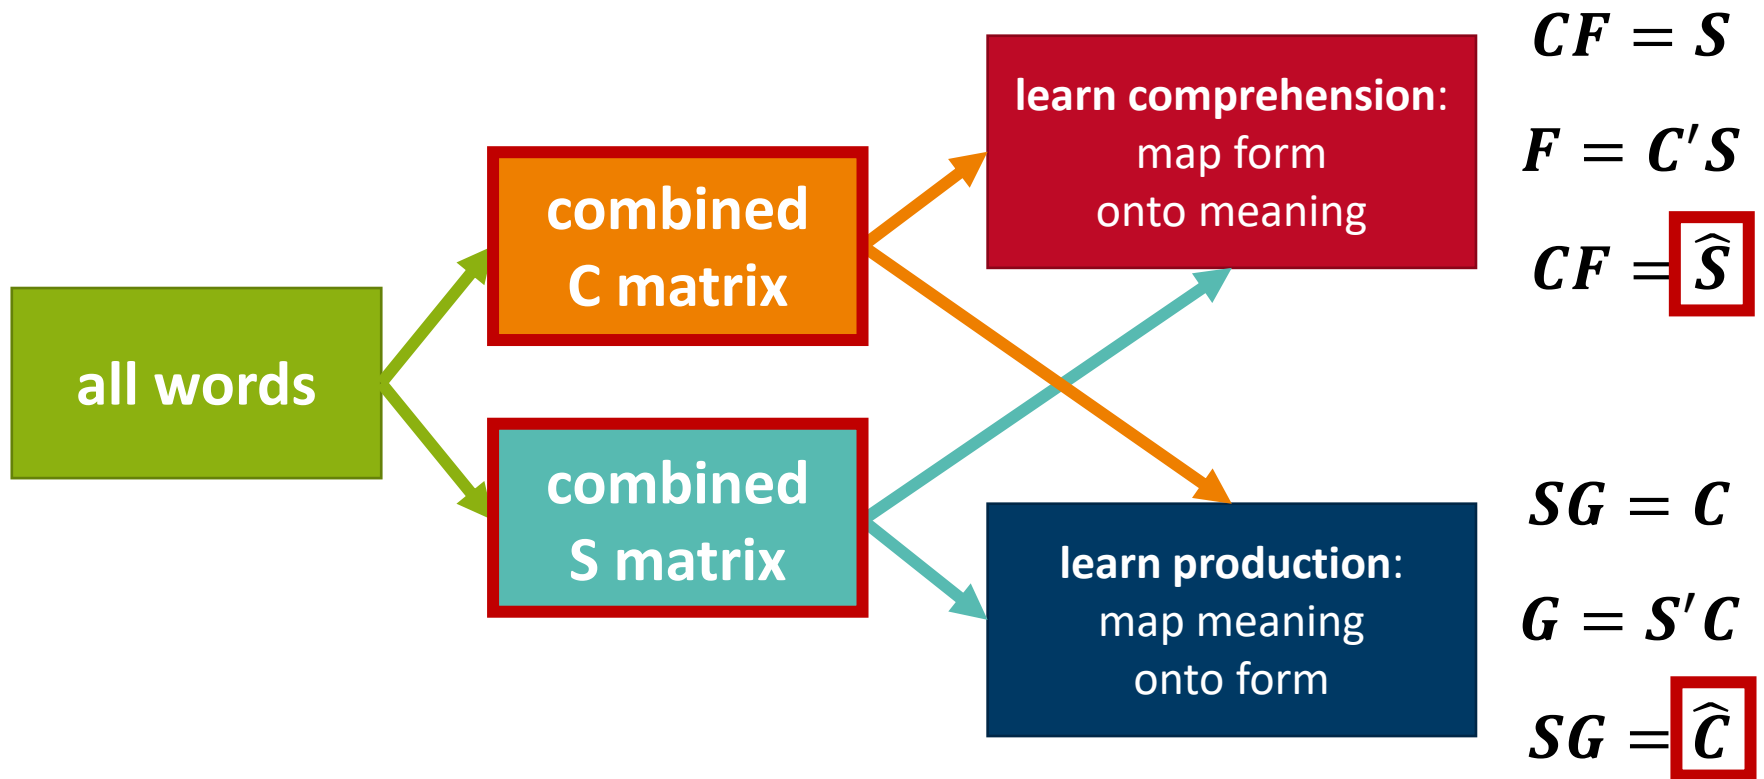 all words
combined
C matrix
combined
S matrix
learn comprehension:
map form
onto meaning
CF = S
F = C′S
CF = Ŝ
learn production:
map meaning
onto form
SG = C
G = S′C
SG = Ĉ